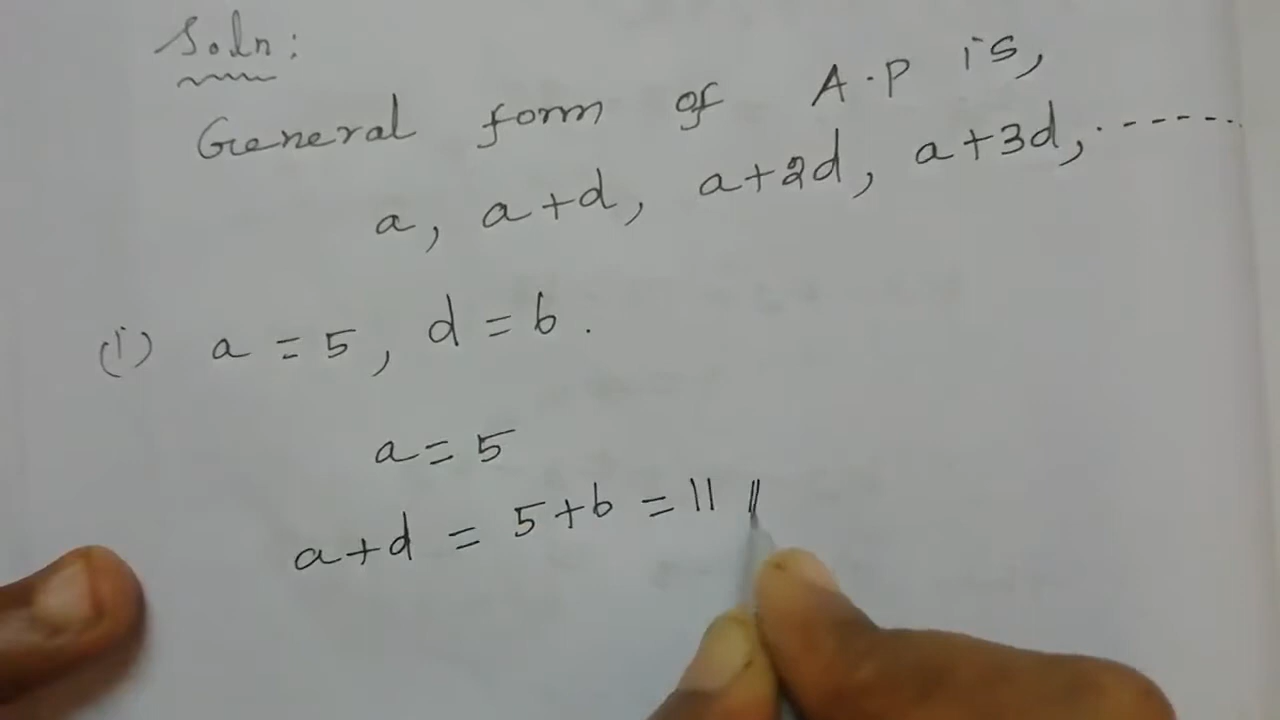 Soln:
General form of A.P is,
a, a+d, a+2d, a+3d, .------
(i) a = 5, d = 6.
a = 5
a+d = 5+6 = 11 //